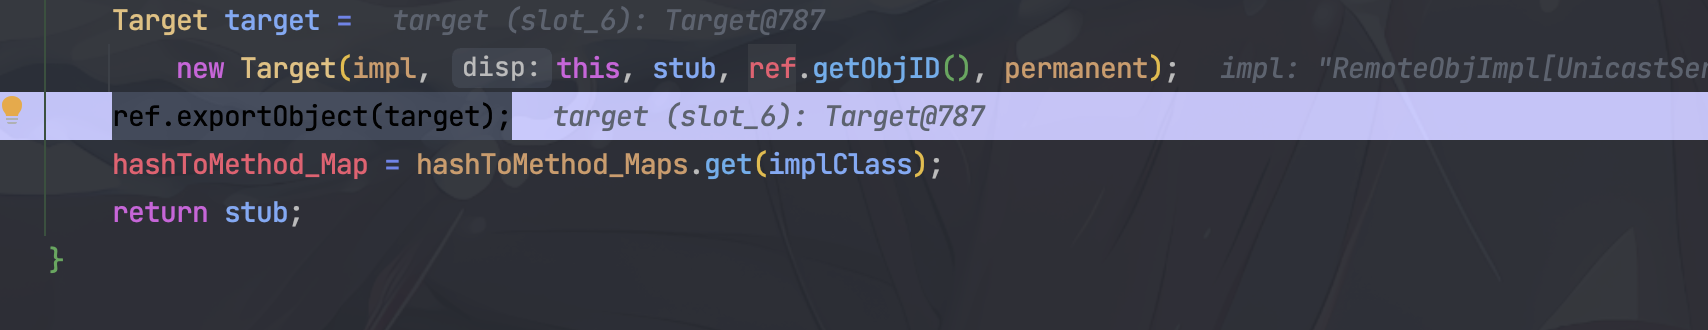 Target target = target (slot_6): Target@787
new Target(impl, disp: this, stub, ref.getObjID(), permanent); impl: "RemoteObjImpl[UnicastSer
ref.exportObject(target); target (slot_6): Target@787
hashToMethod_Map = hashToMethod_Maps.get(implClass);
return stub;
}